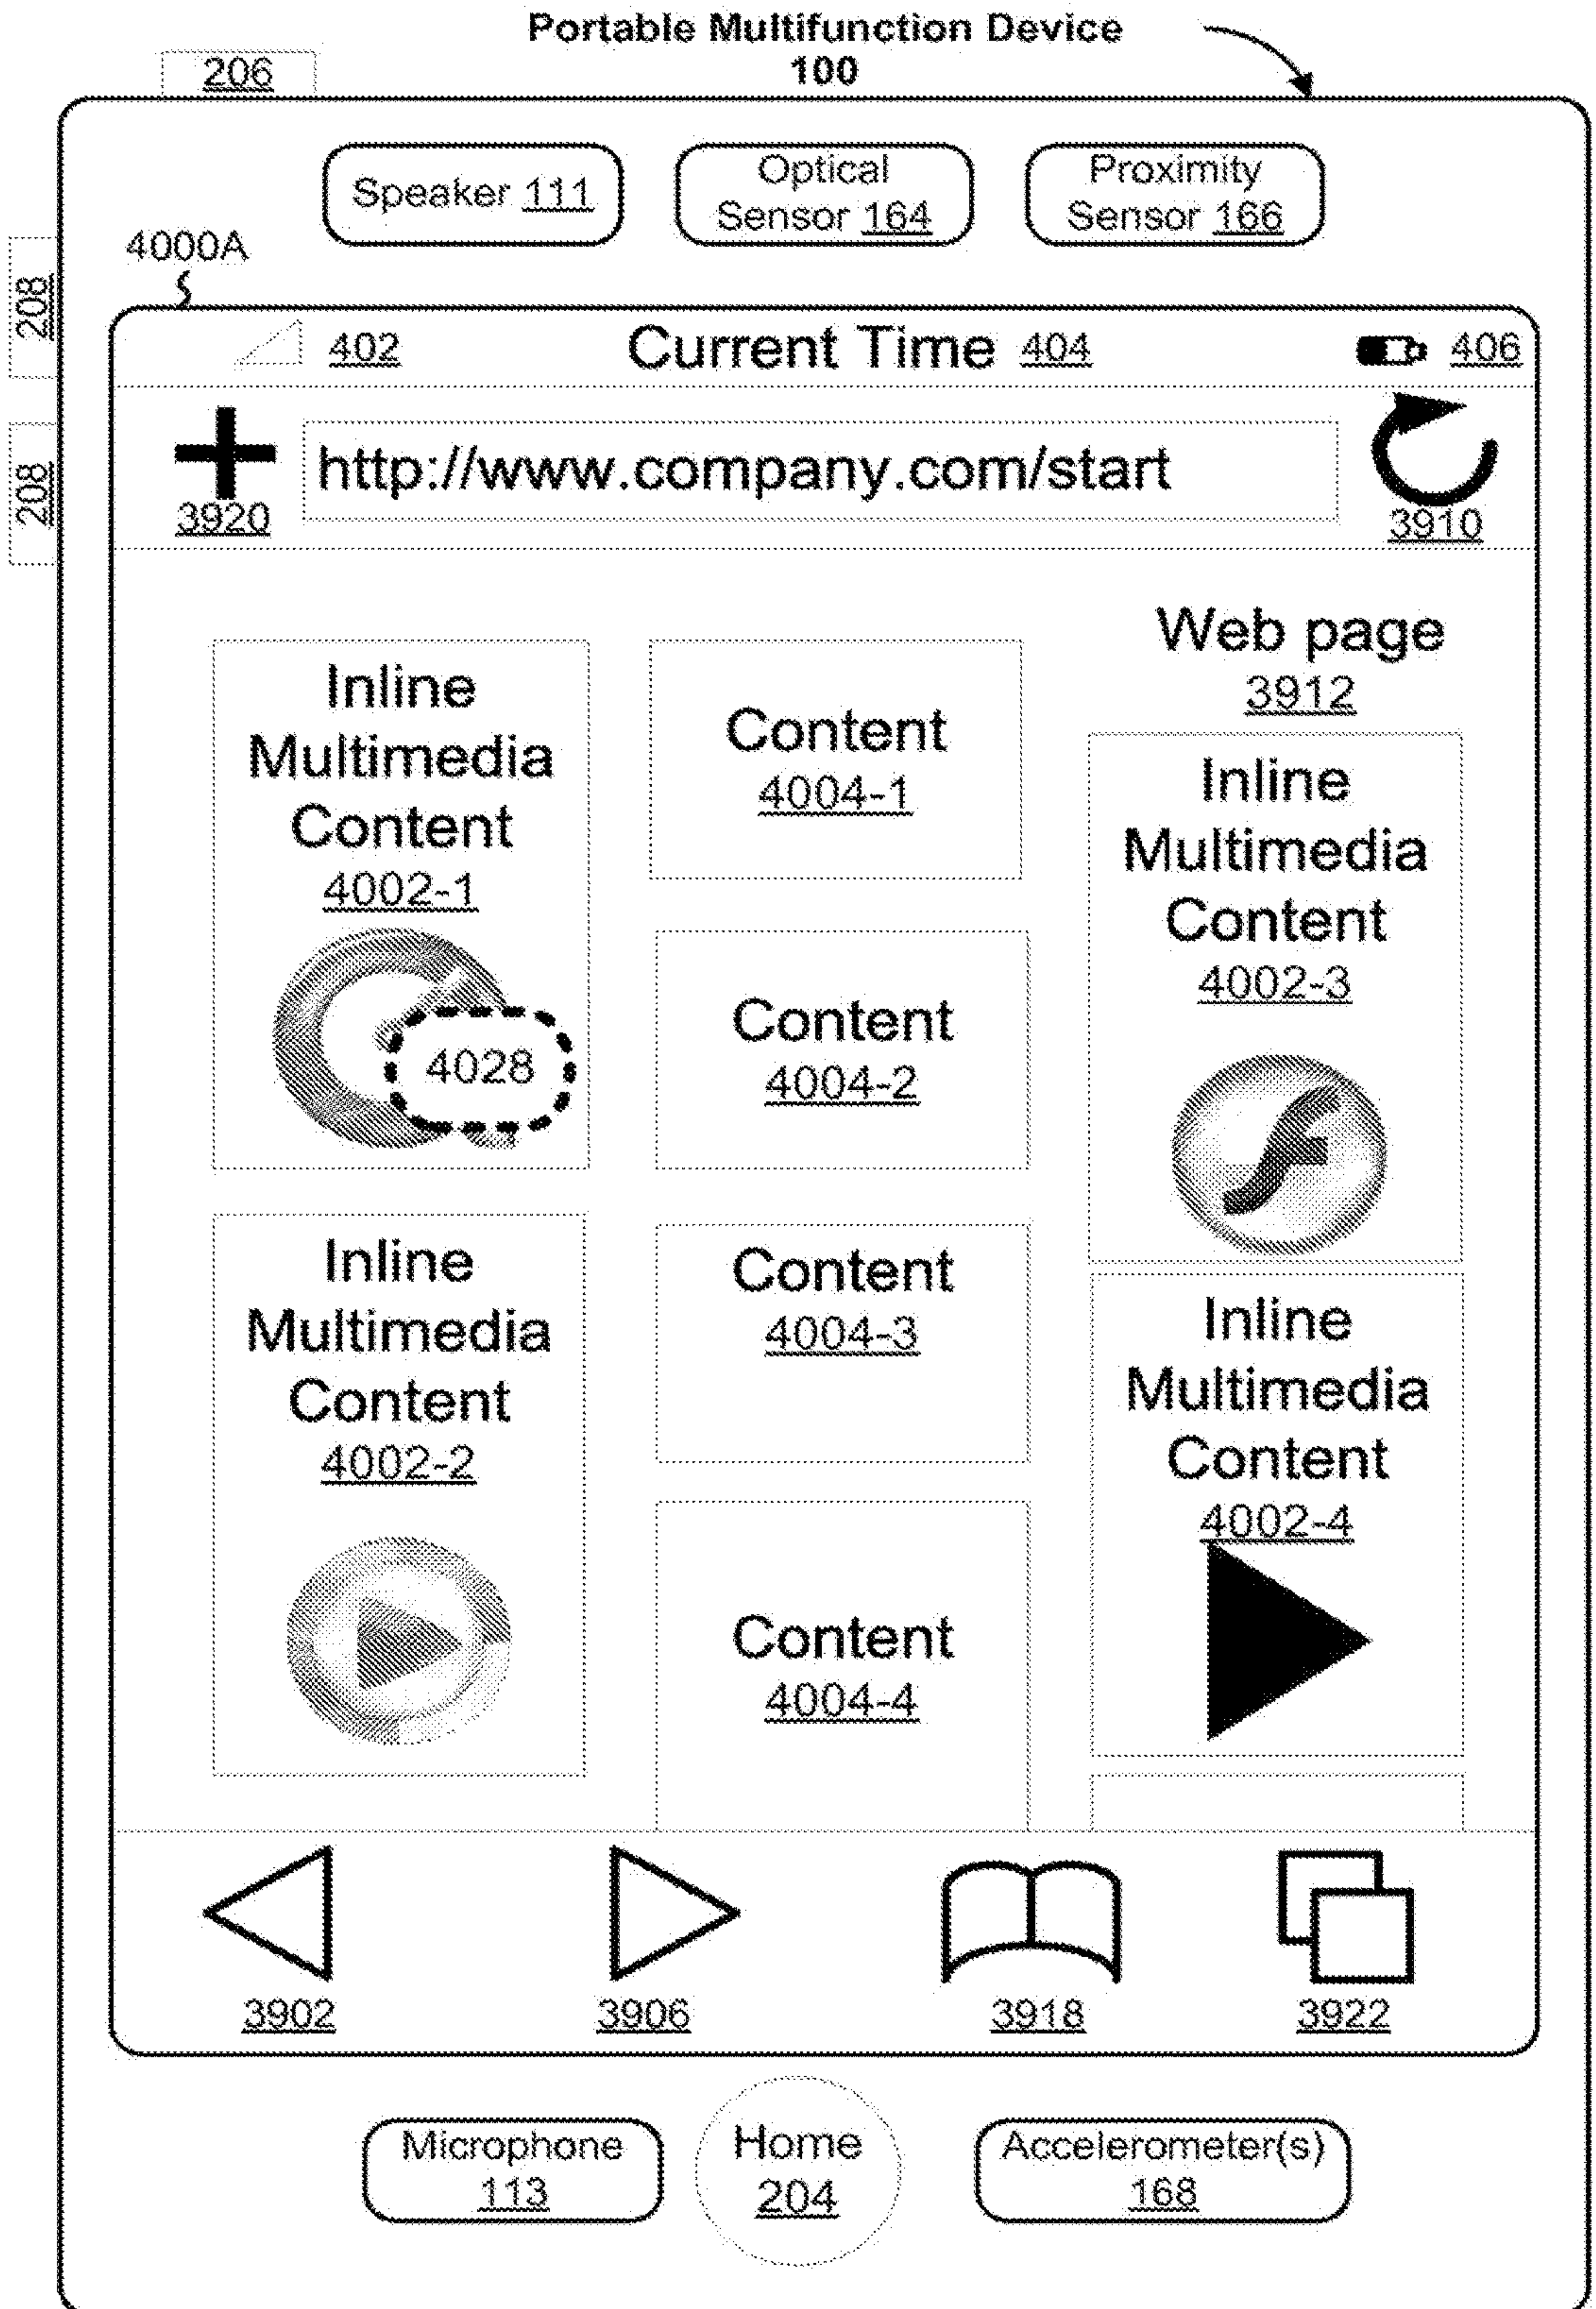 Portable Multifunction Device
100
206
Speaker 111
Optical
Sensor 164
Proximity
Sensor 166
4000A
208
208
402
Current Time 404
406
3920
http://www.company.com/start
3910
Inline
Multimedia
Content
4002-1
4028
Inline
Multimedia
Content
4002-2
Content
4004-1
Content
4004-2
Content
4004-3
Content
4004-4
Web page
3912
Inline
Multimedia
Content
4002-3
Inline
Multimedia
Content
4002-4
3902
3906
3918
3922
Microphone
113
Home
204
Accelerometer(s)
168